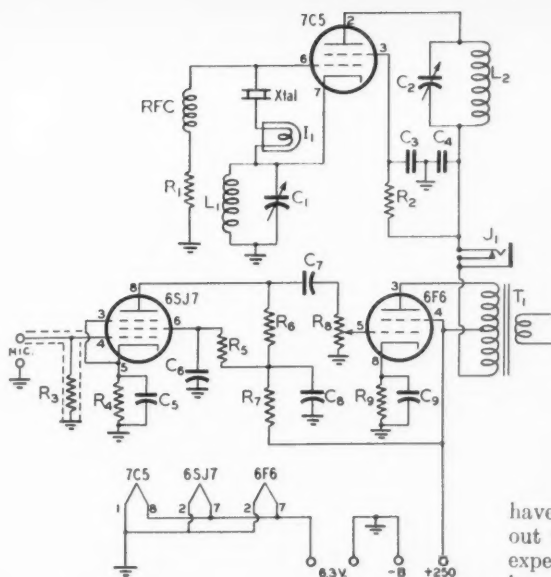 7C5
2
6
3
7
L₂
C₂
RFC
Xtal
I₁
C₃ C₄
R₁
L₁
C₁
R₂
J₁
6SJ7
8
3
4
5
6
C₇
6F6
3
5
4
8
T₁
MIC.
R₃
R₄
C₅
C₆
R₅
R₆
R₇
R₈
C₈
R₉
C₉
7C5 6SJ7 6F6
1 8 2 7 2 7
6.3 V. -B +250
have
out
expe